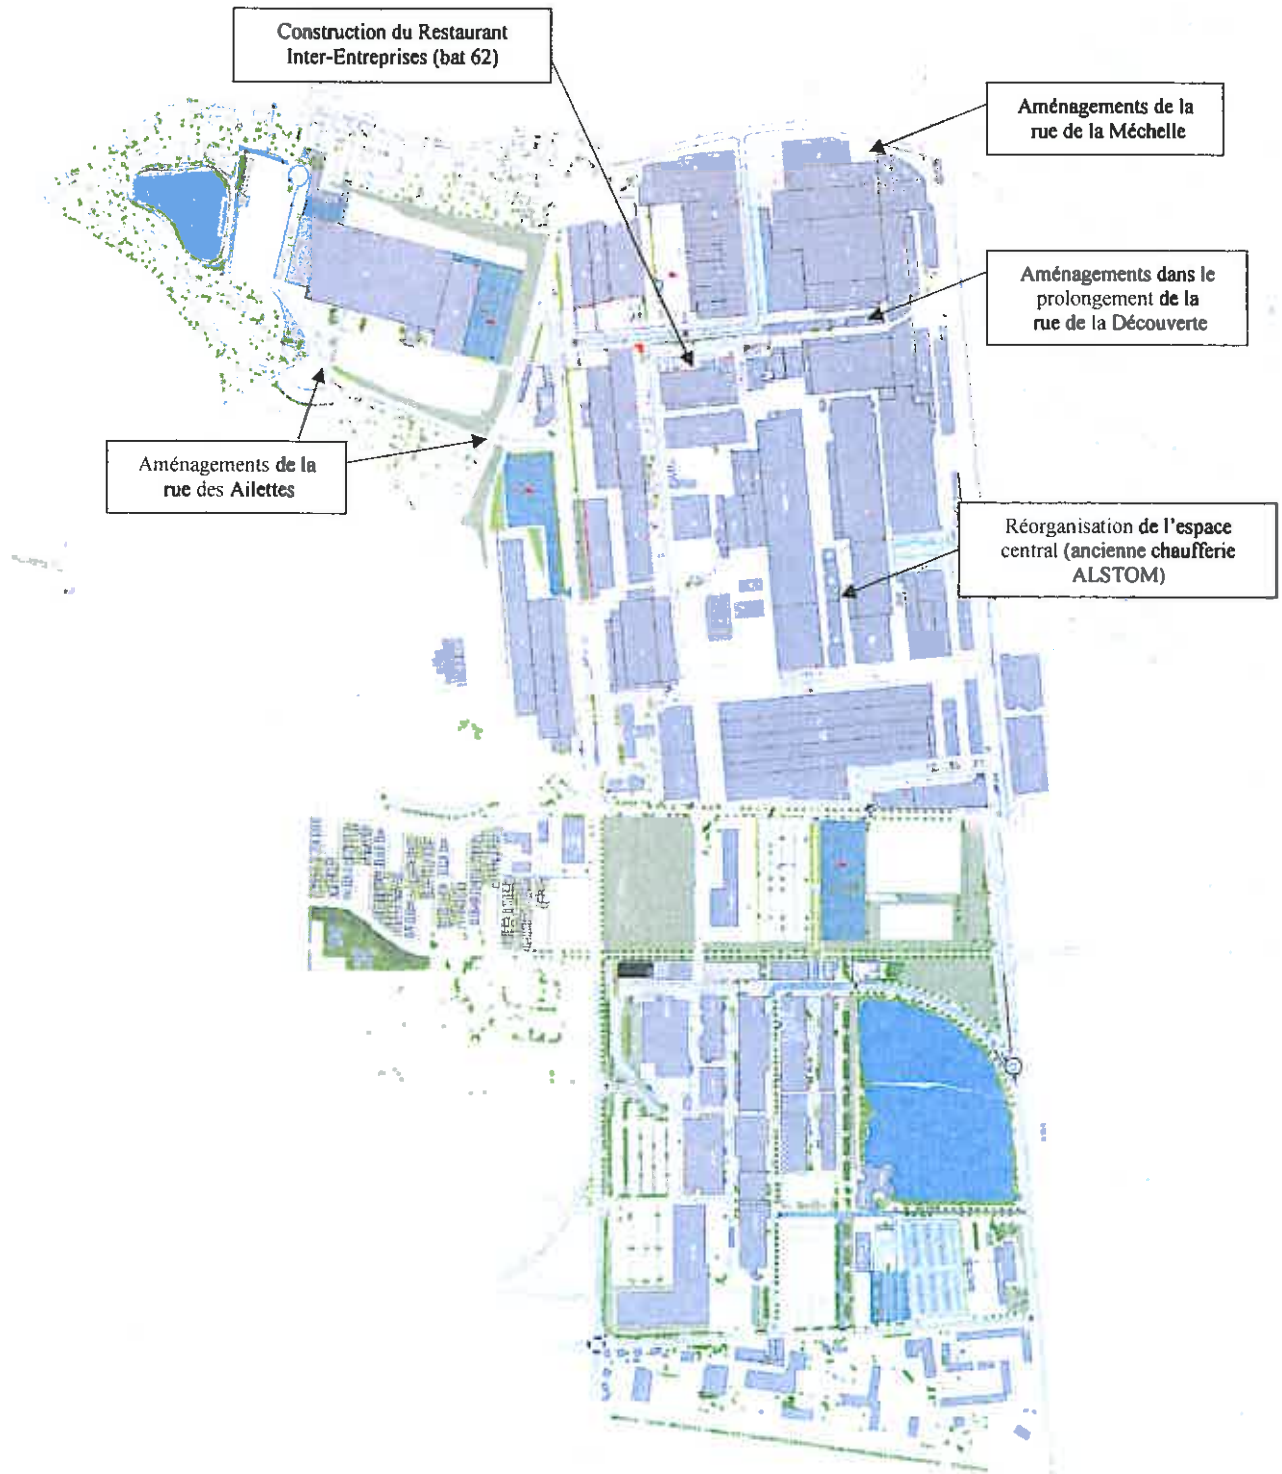 Construction du Restaurant
Inter-Entreprises (bat 62)
Aménagements de la
rue de la Méchelle
Aménagements dans le
prolongement de la
rue de la Découverte
Aménagements de la
rue des Ailettes
Réorganisation de l'espace
central (ancienne chaufferie
ALSTOM)